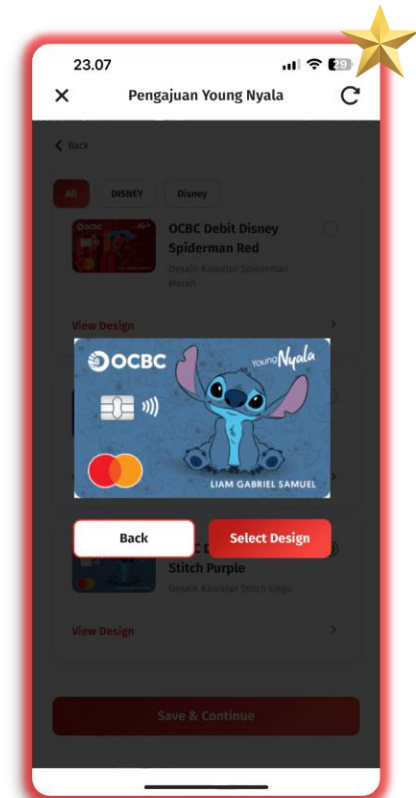 23.07
29
Pengajuan Young Nyala
Back
All
DISNEY
Disney
OCBC
OCBC Debit Disney
Spiderman Red
Desain Karakter Spiderman
Merah
View Design
OCBC
Young Nyala
LIAM GABRIEL SAMUEL
Back
Select Design
Stitch Purple
Desain Karakter Stitch Ungu
View Design
Save & Continue